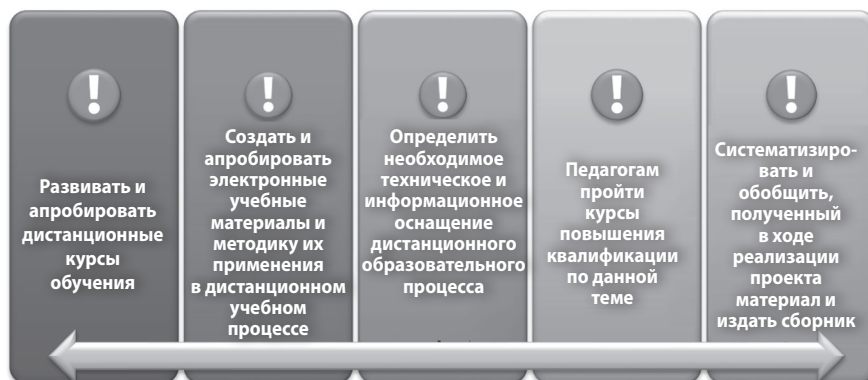 Развивать и
апробировать
дистанционные
курсы
обучения
Создать и
апробировать
электронные
учебные
материалы и
методику их
применения
в дистанционном
учебном
процессе
Определить
необходимое
техническое и
информационное
оснащение
дистанционного
образовательного
процесса
Педагогам
пройти
курсы
повышения
квалификации
по данной
теме
Систематизиро-
вать и
обобщить,
полученный
в ходе
реализации
проекта
материал и
издать сборник